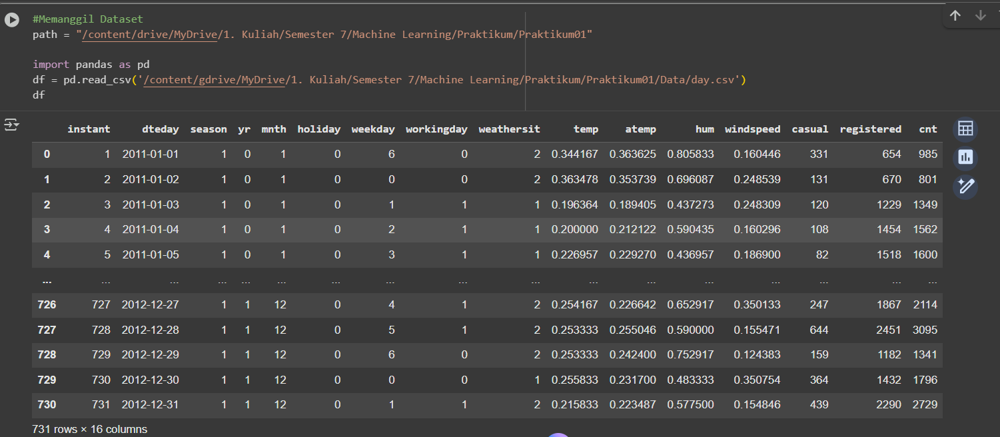 #Memanggil Dataset
path = "/content/drive/MyDrive/1. Kuliah/Semester 7/Machine Learning/Praktikum/Praktikum01"
import pandas as pd
df = pd.read_csv('/content/gdrive/MyDrive/1. Kuliah/Semester 7/Machine Learning/Praktikum/Praktikum01/Data/day.csv')
df
instant dteday season yr mnth holiday weekday workingday weathersit temp atemp hum windspeed casual registered cnt
0 1 2011-01-01 1 0 1 0 6 0 2 0.344167 0.363625 0.805833 0.160446 331 654 985
1 2 2011-01-02 1 0 1 0 0 0 2 0.363478 0.353739 0.696087 0.248539 131 670 801
2 3 2011-01-03 1 0 1 0 1 1 1 0.196364 0.189405 0.437273 0.248309 120 1229 1349
3 4 2011-01-04 1 0 1 0 2 1 1 0.200000 0.212122 0.590435 0.160296 108 1454 1562
4 5 2011-01-05 1 0 1 0 3 1 1 0.226957 0.229270 0.436957 0.186900 82 1518 1600
... ... ... ... ... ... ... ... ... ... ... ... ... ... ... ... ...
726 727 2012-12-27 1 1 12 0 4 1 2 0.254167 0.226642 0.652917 0.350133 247 1867 2114
727 728 2012-12-28 1 1 12 0 5 1 2 0.253333 0.255046 0.590000 0.155471 644 2451 3095
728 729 2012-12-29 1 1 12 0 6 0 2 0.253333 0.242400 0.752917 0.124383 159 1182 1341
729 730 2012-12-30 1 1 12 0 0 0 1 0.255833 0.231700 0.483333 0.350754 364 1432 1796
730 731 2012-12-31 1 1 12 0 1 1 2 0.215833 0.223487 0.577500 0.154846 439 2290 2729
731 rows × 16 columns